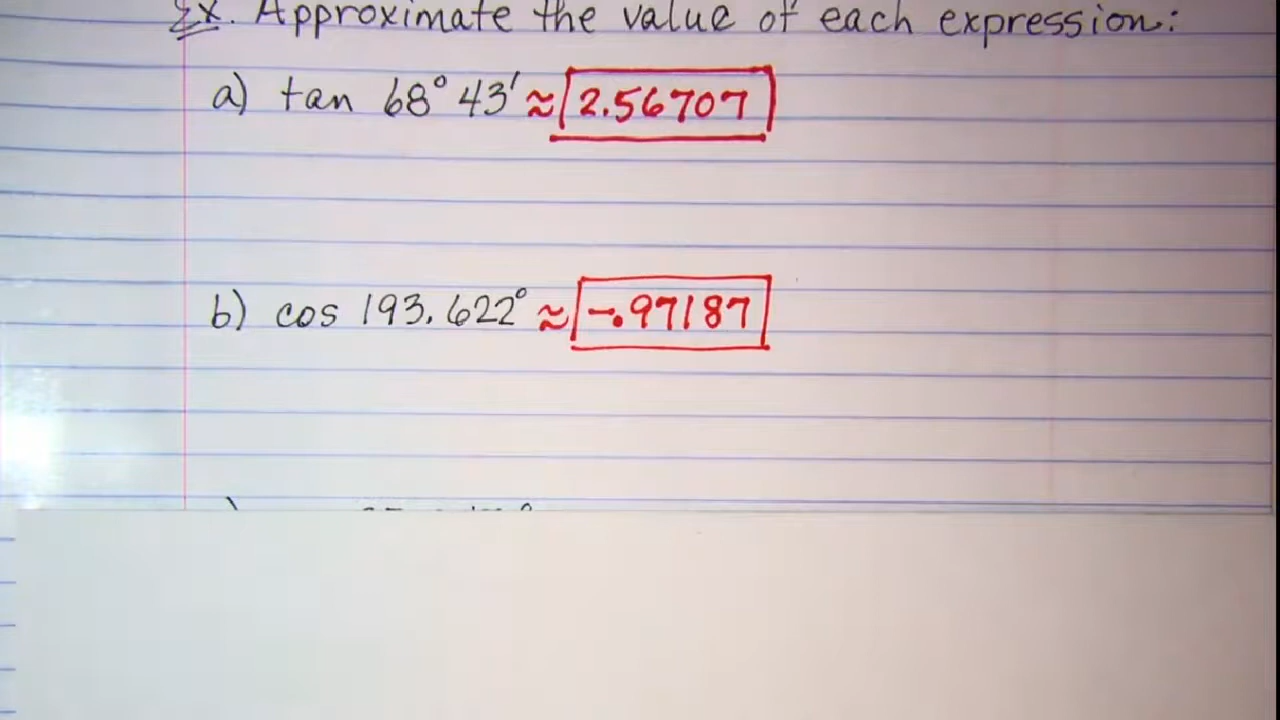 Ex. Approximate the value of each expression:
a) tan 68° 43′ ≈ 2.56707
b) cos 193.622° ≈ -.97187